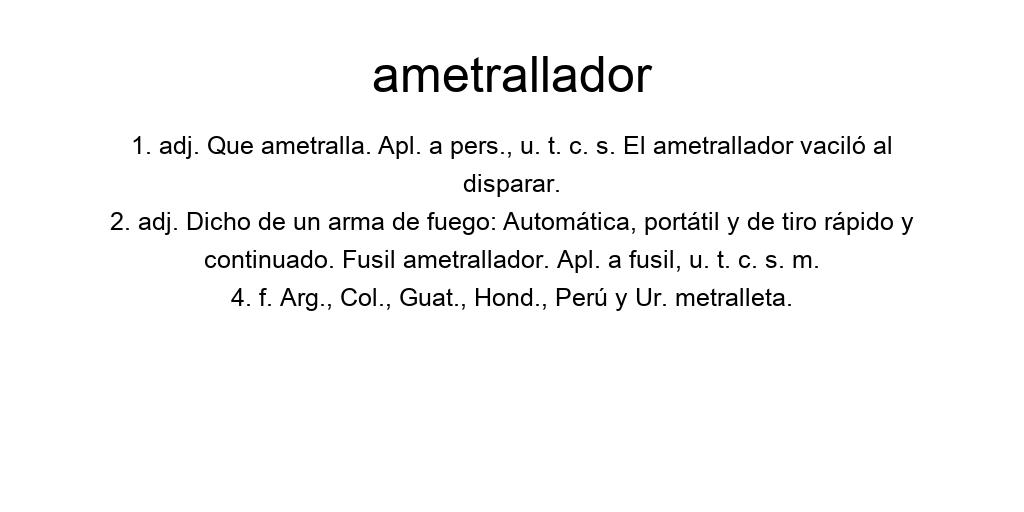 ametrallador
1. adj. Que ametralla. Apl. a pers., u. t. c. s. El ametrallador vaciló al
disparar.
2. adj. Dicho de un arma de fuego: Automática, portátil y de tiro rápido y
continuado. Fusil ametrallador. Apl. a fusil, u. t. c. s. m.
4. f. Arg., Col., Guat., Hond., Perú y Ur. metralleta.